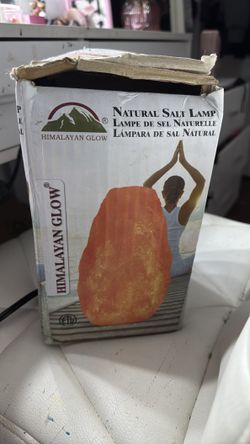 HIMALAYAN GLOW
®
NATURAL SALT LAMP
LAMPE DE SEL NATURELLE
LÁMPARA DE SAL NATURAL
HIMALAYAN GLOW®